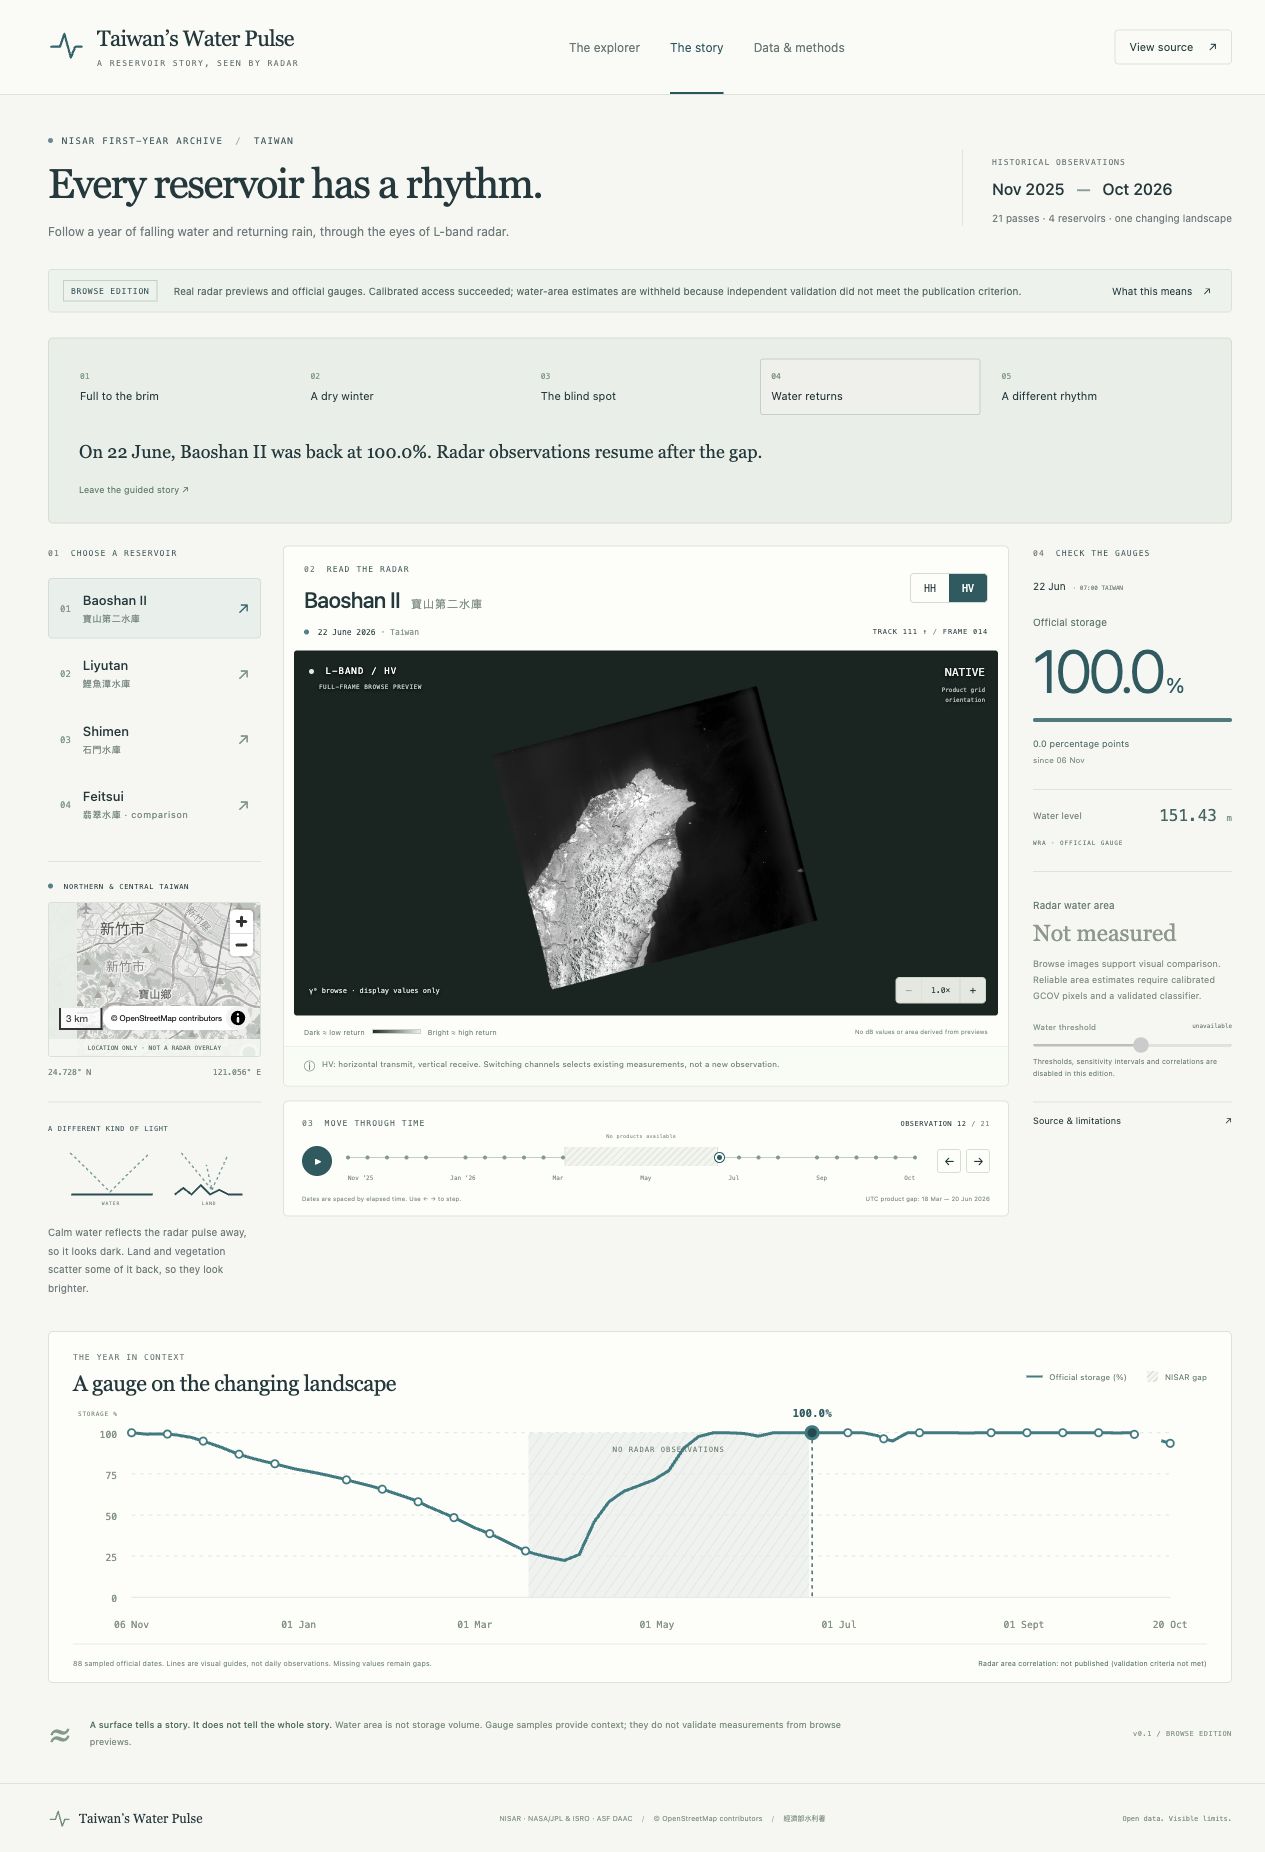 Taiwan's Water Pulse
A RESERVOIR STORY, SEEN BY RADAR
The explorer
The story
Data & methods
View source ↗
NISAR FIRST-YEAR ARCHIVE / TAIWAN
Every reservoir has a rhythm.
Follow a year of falling water and returning rain, through the eyes of L-band radar.
HISTORICAL OBSERVATIONS
Nov 2025 — Oct 2026
21 passes · 4 reservoirs · one changing landscape
BROWSE EDITION
Real radar previews and official gauges. Calibrated access succeeded; water-area estimates are withheld because independent validation did not meet the publication criterion.
What this means ↗
01
Full to the brim
02
A dry winter
03
The blind spot
04
Water returns
05
A different rhythm
On 22 June, Baoshan II was back at 100.0%. Radar observations resume after the gap.
Leave the guided story ↗
01 CHOOSE A RESERVOIR
01
Baoshan II ↗
寶山第二水庫
02
Liyutan ↗
鯉魚潭水庫
03
Shimen ↗
石門水庫
04
Feitsui ↗
翡翠水庫 · comparison
NORTHERN & CENTRAL TAIWAN
新竹市
新竹市
寶山鄉
+
−
3 km
© OpenStreetMap contributors
LOCATION ONLY · NOT A RADAR OVERLAY
24.728° N
121.056° E
A DIFFERENT KIND OF LIGHT
WATER
LAND
Calm water reflects the radar pulse away,
so it looks dark. Land and vegetation
scatter some of it back, so they look
brighter.
02 READ THE RADAR
Baoshan II 寶山第二水庫
HH
HV
22 June 2026 · Taiwan
TRACK 111 ↑ / FRAME 014
L-BAND / HV
FULL-FRAME BROWSE PREVIEW
NATIVE
Product grid
orientation
γ° browse · display values only
− 1.0× +
Dark ≈ low return
Bright ≈ high return
No dB values or area derived from previews
HV: horizontal transmit, vertical receive. Switching channels selects existing measurements, not a new observation.
03 MOVE THROUGH TIME
OBSERVATION 12 / 21
No products available
Nov '25
Jan '26
Mar
May
Jul
Sep
Oct
← →
Dates are spaced by elapsed time. Use ← → to step.
UTC product gap: 18 Mar — 20 Jun 2026
04 CHECK THE GAUGES
22 Jun · 07:00 TAIWAN
Official storage
100.0%
0.0 percentage points
since 06 Nov
Water level
151.43 m
WRA · OFFICIAL GAUGE
Radar water area
Not measured
Browse images support visual comparison.
Reliable area estimates require calibrated
GCOV pixels and a validated classifier.
Water threshold
unavailable
Thresholds, sensitivity intervals and correlations are
disabled in this edition.
Source & limitations ↗
THE YEAR IN CONTEXT
A gauge on the changing landscape
Official storage (%)
NISAR gap
STORAGE %
100.0%
NO RADAR OBSERVATIONS
100
75
50
25
0
06 Nov
01 Jan
01 Mar
01 May
01 Jul
01 Sept
20 Oct
88 sampled official dates. Lines are visual guides, not daily observations. Missing values remain gaps.
Radar area correlation: not published (validation criteria not met)
A surface tells a story. It does not tell the whole story. Water area is not storage volume. Gauge samples provide context; they do not validate measurements from browse
previews.
v0.1 / BROWSE EDITION
Taiwan's Water Pulse
NISAR · NASA/JPL & ISRO · ASF DAAC / © OpenStreetMap contributors / 經濟部水利署
Open data. Visible limits.